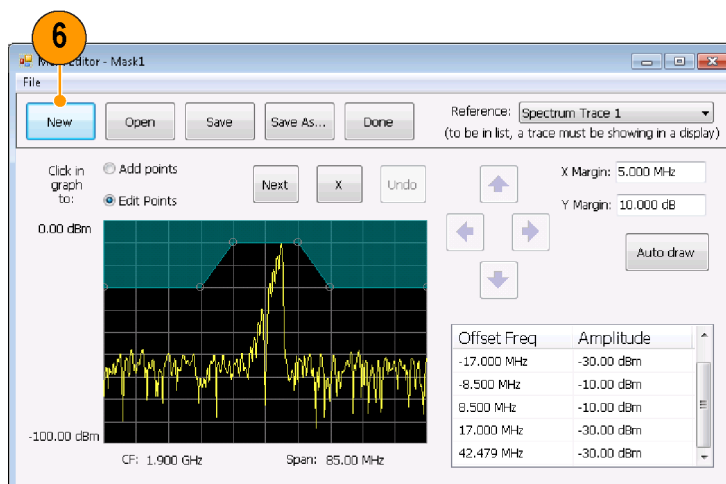 6
Editor - Mask1
File
New Open Save Save As... Done
Reference: Spectrum Trace 1
(to be in list, a trace must be showing in a display)
Click in graph to:
Add points
Edit Points
Next X Undo
X Margin: 5.000 MHz
Y Margin: 10.000 dB
Auto draw
0.00 dBm
-100.00 dBm
CF: 1.900 GHz Span: 85.00 MHz
Offset Freq Amplitude
-17.000 MHz -30.00 dBm
-8.500 MHz -10.00 dBm
8.500 MHz -10.00 dBm
17.000 MHz -30.00 dBm
42.479 MHz -30.00 dBm